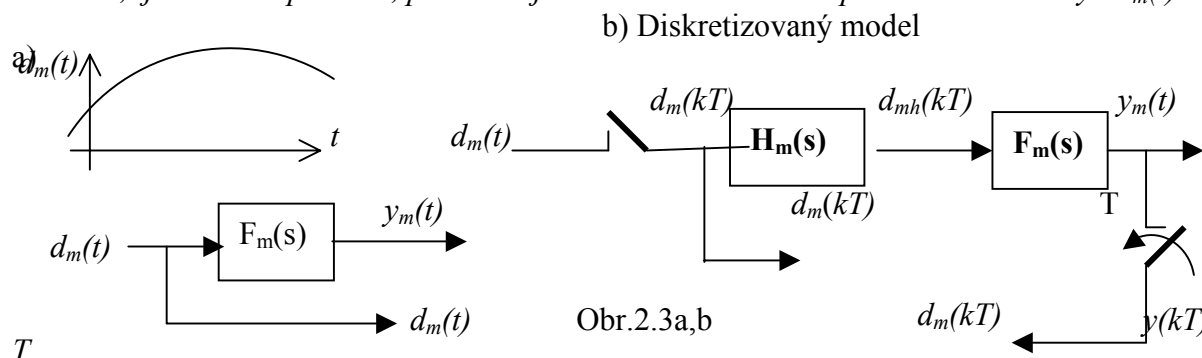 b) Diskretizovaný model
a)
dm(t)
t
dm(t)
Fm(s)
ym(t)
dm(t)
dm(t)
dm(kT)
Hm(s)
dm(kT)
dmh(kT)
Fm(s)
ym(t)
T
dm(kT)
y(kT)
Obr.2.3a,b
T